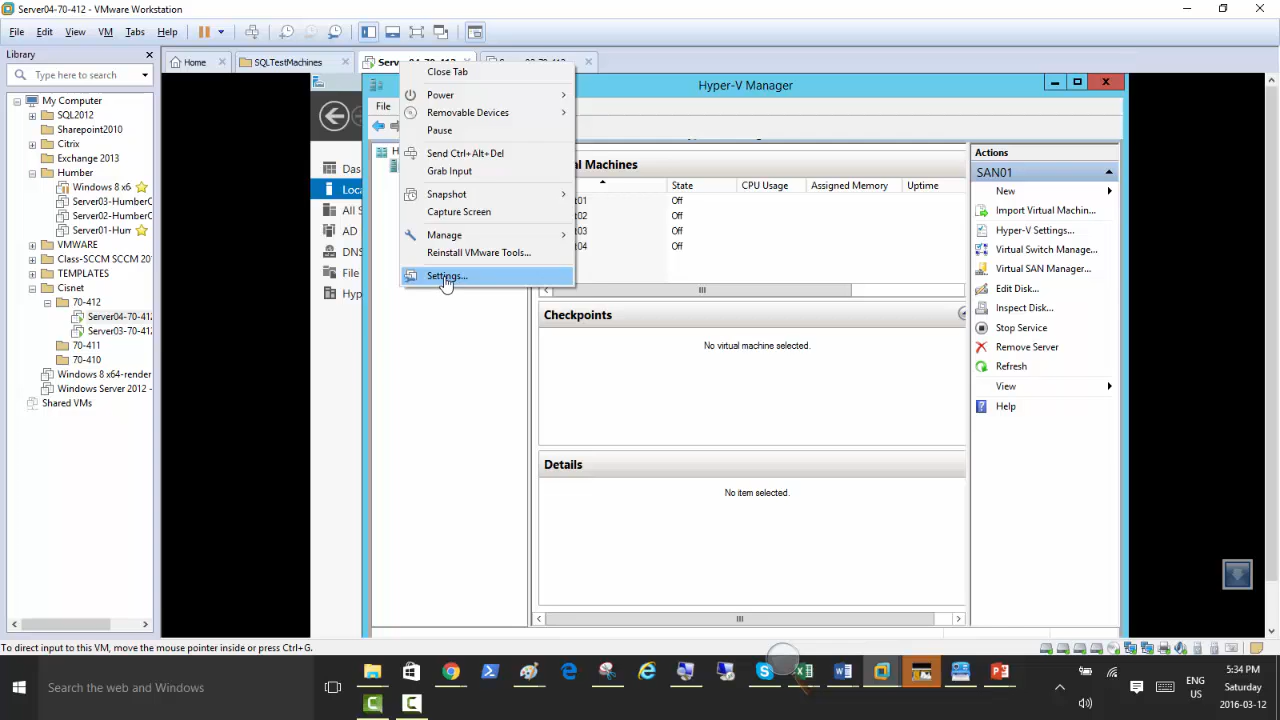 Server04-70-412 - VMware Workstation
File Edit View VM Tabs Help
Library
Type here to search
My Computer
SQL2012
Sharepoint2010
Citrix
Exchange 2013
Humber
Windows 8 x6
Server03-HumberC
Server02-HumberC
Server01-Hum
VMWARE
Class-SCCM SCCM 201
TEMPLATES
Cisnet
70-412
Server04-70-412
Server03-70-412
70-411
70-410
Windows 8 x64-render
Windows Server 2012 -
Shared VMs
Home
SQLTestMachines
Close Tab
Power
Removable Devices
Pause
Send Ctrl+Alt+Del
Grab Input
Snapshot
Capture Screen
Manage
Reinstall VMware Tools...
Settings...
Das
Loc
All S
AD
DNS
File
Hyp
Hyper-V Manager
File
al Machines
State CPU Usage Assigned Memory Uptime
t01 Off
t02 Off
t03 Off
t04 Off
Checkpoints
No virtual machine selected.
Details
No item selected.
Actions
SAN01
New
Import Virtual Machin...
Hyper-V Settings...
Virtual Switch Manage...
Virtual SAN Manager...
Edit Disk...
Inspect Disk...
Stop Service
Remove Server
Refresh
View
Help
To direct input to this VM, move the mouse pointer inside or press Ctrl+G.
Search the web and Windows
ENG
US
5:34 PM
Saturday
2016-03-12